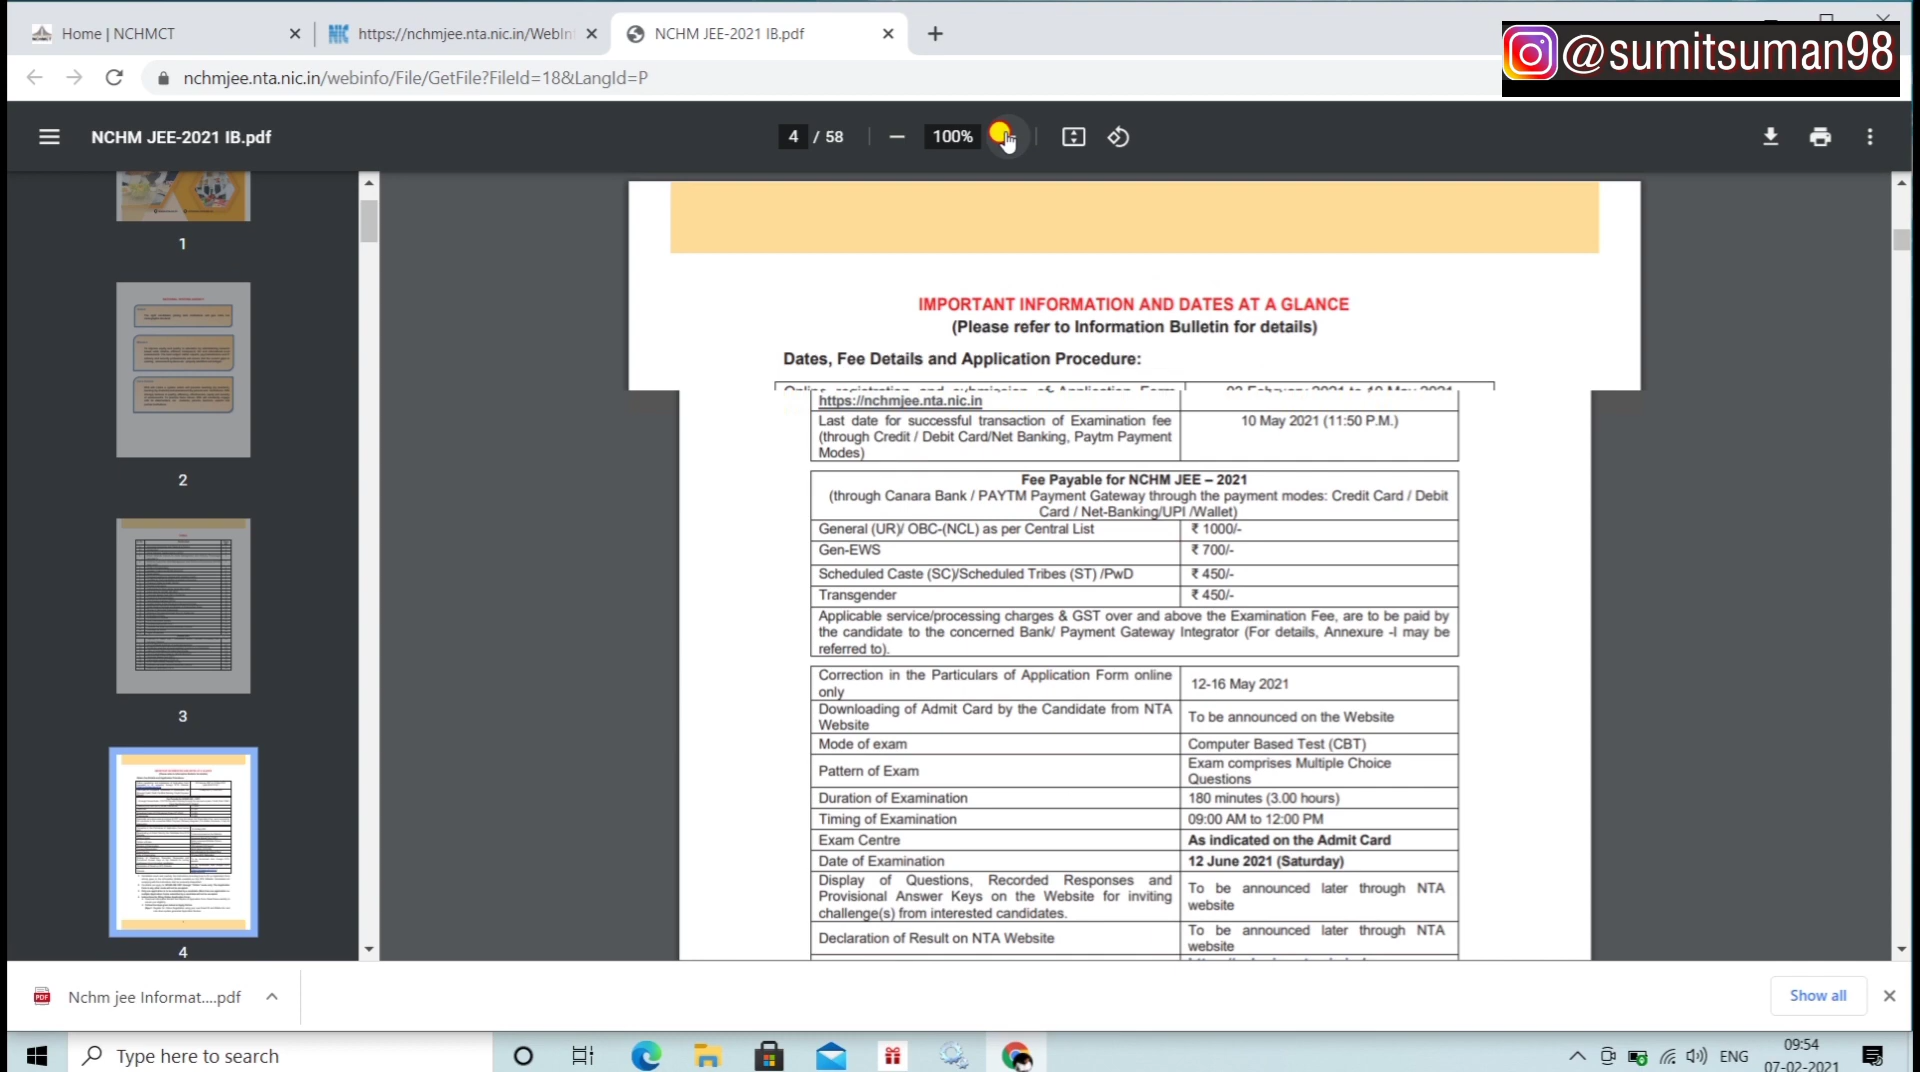 Home | NCHMCT
https://nchmjee.nta.nic.in/WebInf
NCHM JEE-2021 IB.pdf
@sumitsuman98
nchmjee.nta.nic.in/webinfo/File/GetFile?FileId=18&LangId=P
NCHM JEE-2021 IB.pdf
4 / 58
100%
1
2
3
4
IMPORTANT INFORMATION AND DATES AT A GLANCE
(Please refer to Information Bulletin for details)
Dates, Fee Details and Application Procedure:
Online registration and submission of Application Form
https://nchmjee.nta.nic.in
Last date for successful transaction of Examination fee
(through Credit / Debit Card/Net Banking, Paytm Payment
Modes)
10 May 2021 (11:50 P.M.)
Fee Payable for NCHM JEE – 2021
(through Canara Bank / PAYTM Payment Gateway through the payment modes: Credit Card / Debit
Card / Net-Banking/UPI /Wallet)
General (UR)/ OBC-(NCL) as per Central List
₹ 1000/-
Gen-EWS
₹ 700/-
Scheduled Caste (SC)/Scheduled Tribes (ST) /PwD
₹ 450/-
Transgender
₹ 450/-
Applicable service/processing charges & GST over and above the Examination Fee, are to be paid by
the candidate to the concerned Bank/ Payment Gateway Integrator (For details, Annexure -I may be
referred to).
Correction in the Particulars of Application Form online
only
12-16 May 2021
Downloading of Admit Card by the Candidate from NTA
Website
To be announced on the Website
Mode of exam
Computer Based Test (CBT)
Pattern of Exam
Exam comprises Multiple Choice
Questions
Duration of Examination
180 minutes (3.00 hours)
Timing of Examination
09:00 AM to 12:00 PM
Exam Centre
As indicated on the Admit Card
Date of Examination
12 June 2021 (Saturday)
Display of Questions, Recorded Responses and
Provisional Answer Keys on the Website for inviting
challenge(s) from interested candidates.
To be announced later through NTA
website
Declaration of Result on NTA Website
To be announced later through NTA
website
PDF
Nchm jee Informat....pdf
Show all
Type here to search
ENG
09:54
07-02-2021